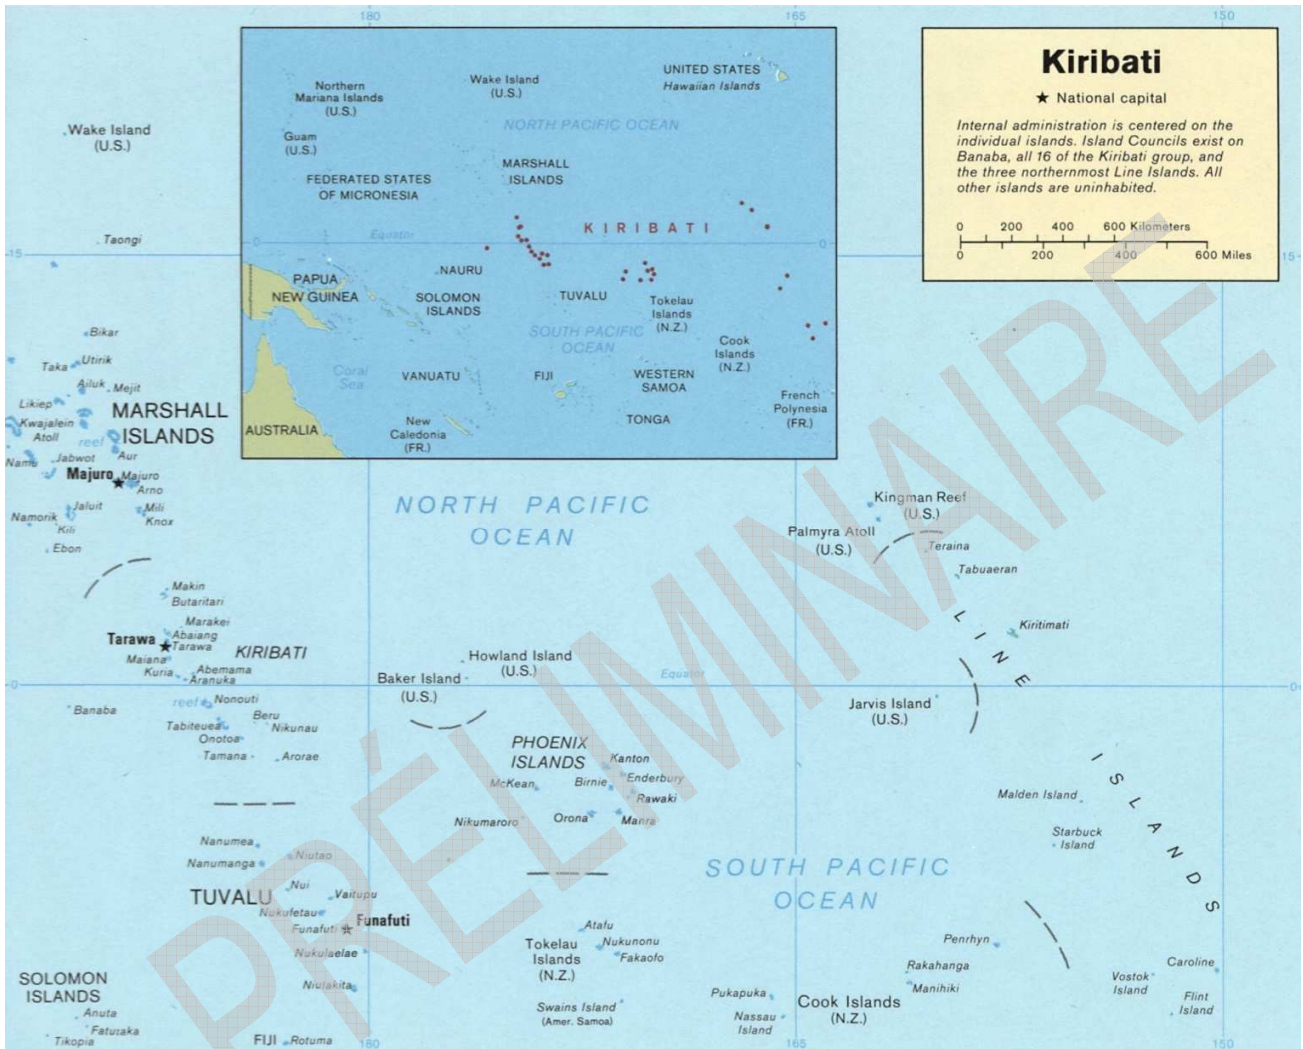 180
165
150
Kiribati
★ National capital
Internal administration is centered on the
individual islands. Island Councils exist on
Banaba, all 16 of the Kiribati group, and
the three northernmost Line Islands. All
other islands are uninhabited.
0 200 400 600 Kilometers
0 200 400 600 Miles
Northern
Mariana Islands
(U.S.)
Wake Island
(U.S.)
UNITED STATES
Hawaiian Islands
NORTH PACIFIC OCEAN
Guam
(U.S.)
MARSHALL
ISLANDS
FEDERATED STATES
OF MICRONESIA
KIRIBATI
0
Equator
0
NAURU
PAPUA
NEW GUINEA
SOLOMON
ISLANDS
TUVALU
Tokelau
Islands
(N.Z.)
SOUTH PACIFIC
OCEAN
Cook
Islands
(N.Z.)
Coral
Sea
VANUATU
FIJI
WESTERN
SAMOA
French
Polynesia
(FR.)
TONGA
New
Caledonia
(FR.)
AUSTRALIA
Wake Island
(U.S.)
Taongi
15
15
Bikar
Utirik
Taka
Ailuk
Mejit
Likiep
Kwajalein
Atoll
MARSHALL
ISLANDS
reef
Aur
Namu
Jabwot
Majuro
Majuro
Arno
Jaluit
Mili
Knox
Namorik
Kili
Ebon
NORTH PACIFIC
OCEAN
Kingman Reef
(U.S.)
Palmyra Atoll
(U.S.)
Teraina
Tabuaeran
Kiritimati
LINE
Makin
Butaritari
Marakei
Abaiang
Tarawa
Tarawa
Maiana
KIRIBATI
Abemama
Kuria
Aranuka
0
Equator
0
Howland Island
(U.S.)
Baker Island
(U.S.)
Jarvis Island
(U.S.)
reef
Nonouti
Banaba
Beru
Tabiteuea
Nikunau
Onotoa
Tamana
Arorae
PHOENIX
ISLANDS
Kanton
Enderbury
McKean
Birnie
Rawaki
Nikumaroro
Orona
Manra
ISLANDS
Malden Island
Starbuck
Island
SOUTH PACIFIC
OCEAN
Nanumea
Niutao
Nanumanga
TUVALU
Nui
Vaitupu
Nukufetau
Funafuti
Funafuti
Nukulaelae
Niulakita
Atafu
Nukunonu
Fakaofo
Tokelau
Islands
(N.Z.)
Swains Island
(Amer. Samoa)
Penrhyn
Rakahanga
Manihiki
Pukapuka
Nassau
Island
Cook Islands
(N.Z.)
Caroline
Vostok
Island
Flint
Island
SOLOMON
ISLANDS
Anuta
Fataka
Tikopia
FIJI
Rotuma
180
165
150
PRÉLIMINAIRE